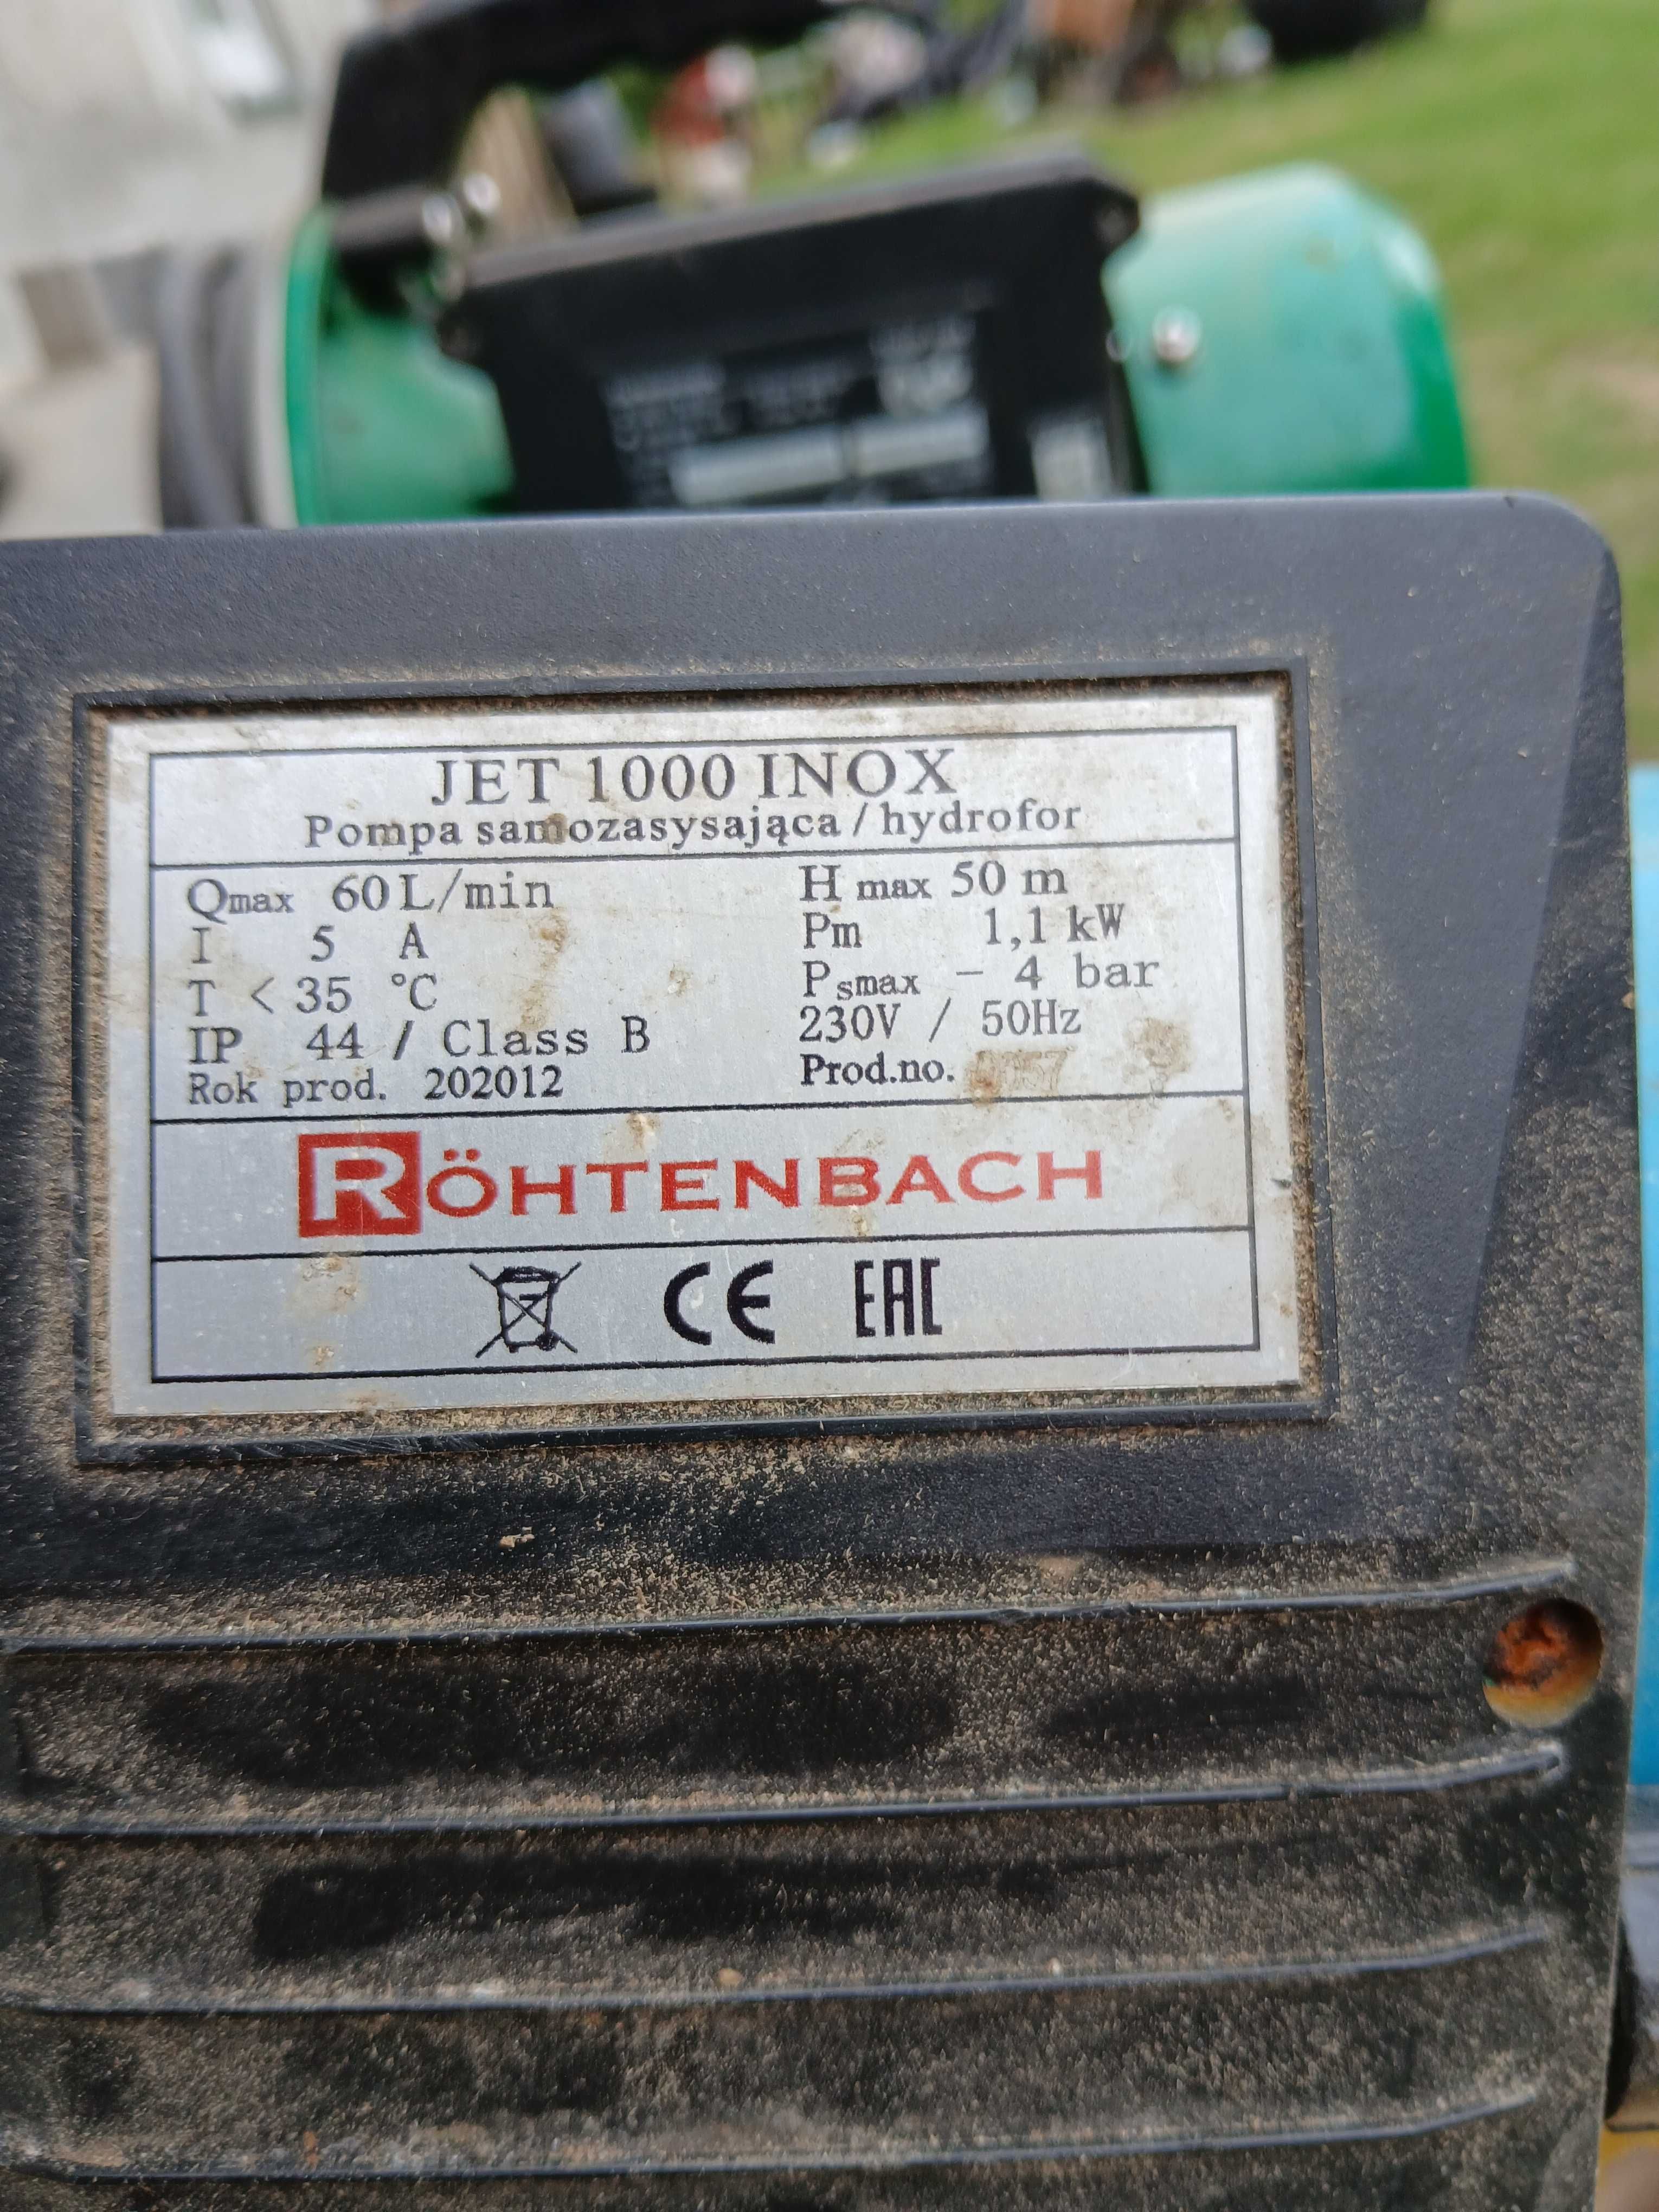 JET 1000 INOX
Pompa samozasysająca / hydrofor
Qmax 60 L/min H max 50 m
I 5 A Pm 1,1 kW
T < 35 °C Psmax - 4 bar
IP 44 / Class B 230V / 50Hz
Rok prod. 202012 Prod.no.
RÖHTENBACH
CE EAC